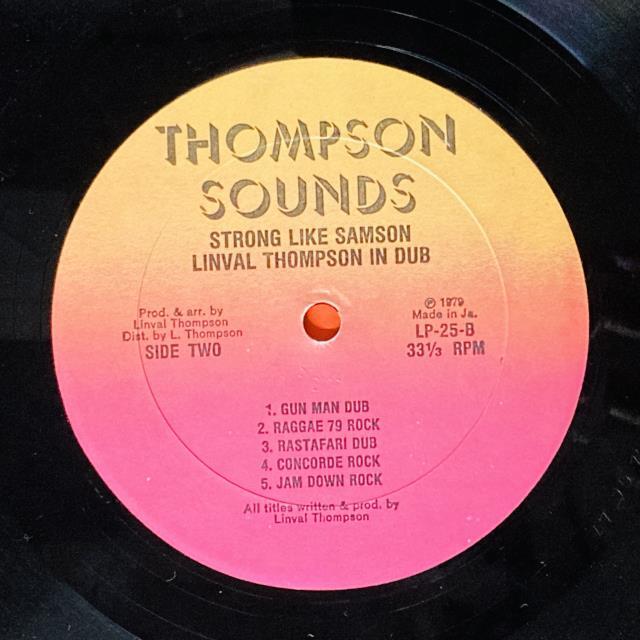 THOMPSON
SOUNDS
STRONG LIKE SAMSON
LINVAL THOMPSON IN DUB
Prod. & arr. by
Linval Thompson
Dist. by L. Thompson
SIDE TWO
℗ 1979
Made in Ja.
LP-25-B
33⅓ RPM
1. GUN MAN DUB
2. RAGGAE 79 ROCK
3. RASTAFARI DUB
4. CONCORDE ROCK
5. JAM DOWN ROCK
All titles written & prod. by
Linval Thompson